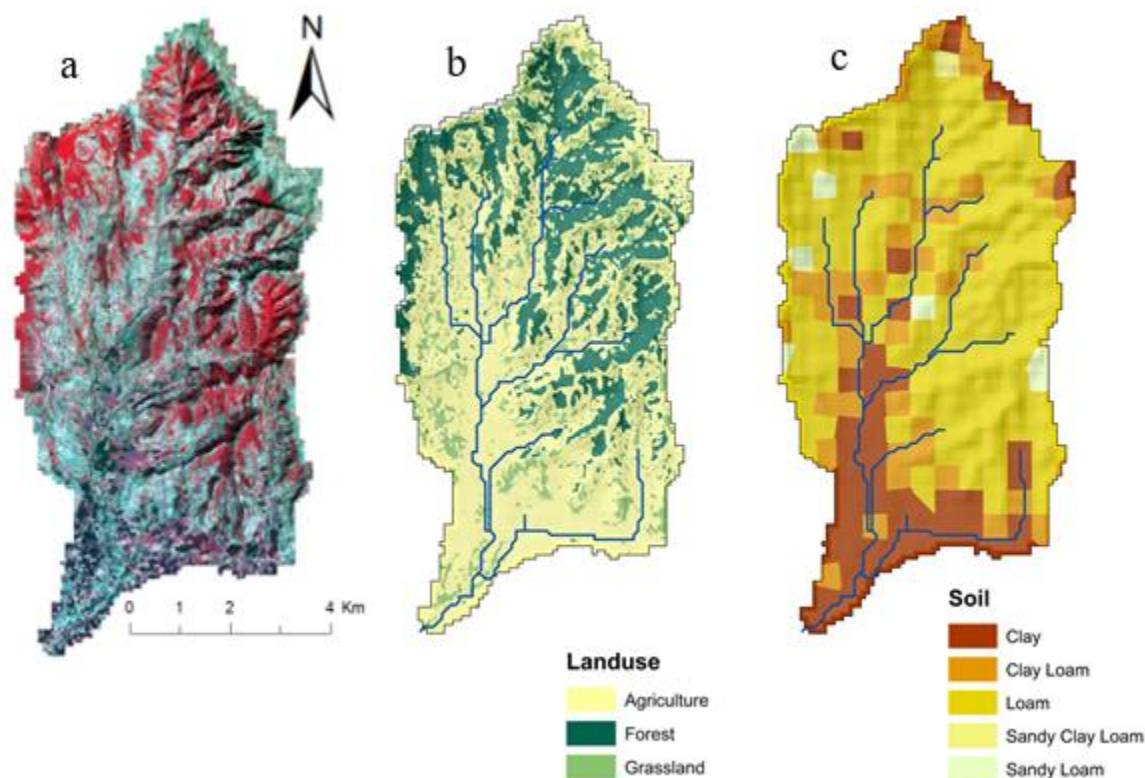 a
N
b
c
0 1 2 4 Km
Landuse
Agriculture
Forest
Grassland
Soil
Clay
Clay Loam
Loam
Sandy Clay Loam
Sandy Loam